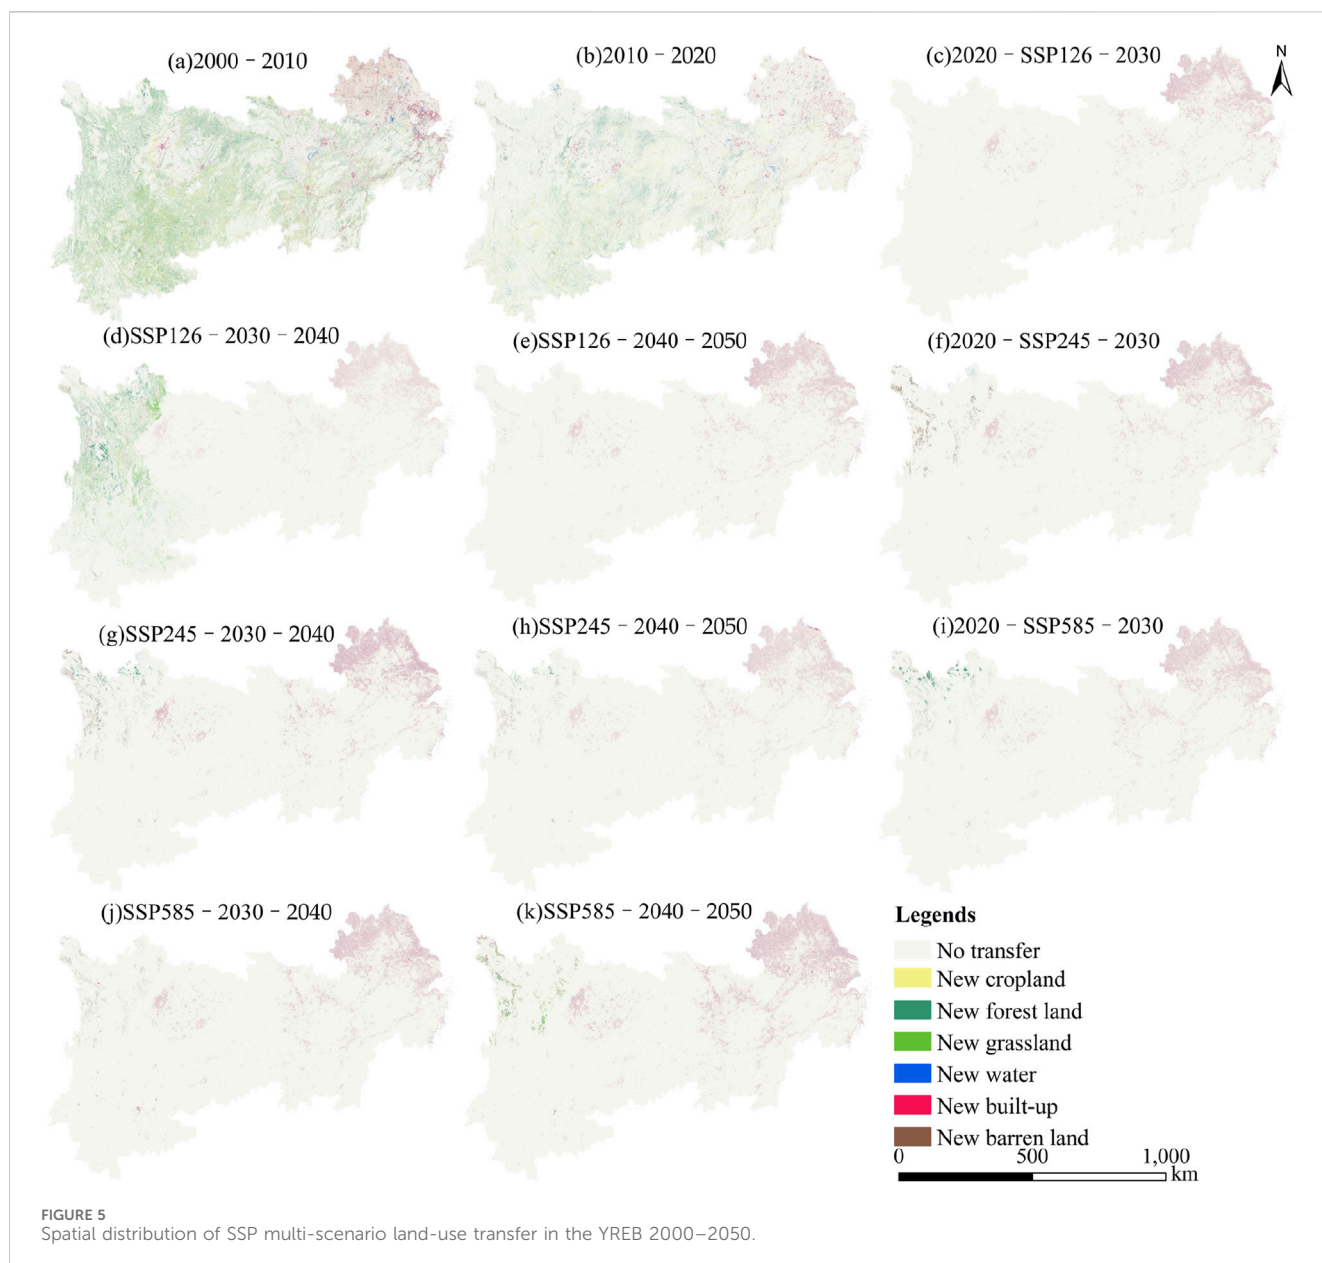 (a)2000 – 2010
(b)2010 – 2020
(c)2020 – SSP126 – 2030
N
(d)SSP126 – 2030 – 2040
(e)SSP126 – 2040 – 2050
(f)2020 – SSP245 – 2030
(g)SSP245 – 2030 – 2040
(h)SSP245 – 2040 – 2050
(i)2020 – SSP585 – 2030
(j)SSP585 – 2030 – 2040
(k)SSP585 – 2040 – 2050
Legends
No transfer
New cropland
New forest land
New grassland
New water
New built-up
New barren land
0 500 1,000
km
FIGURE 5
Spatial distribution of SSP multi-scenario land-use transfer in the YREB 2000–2050.